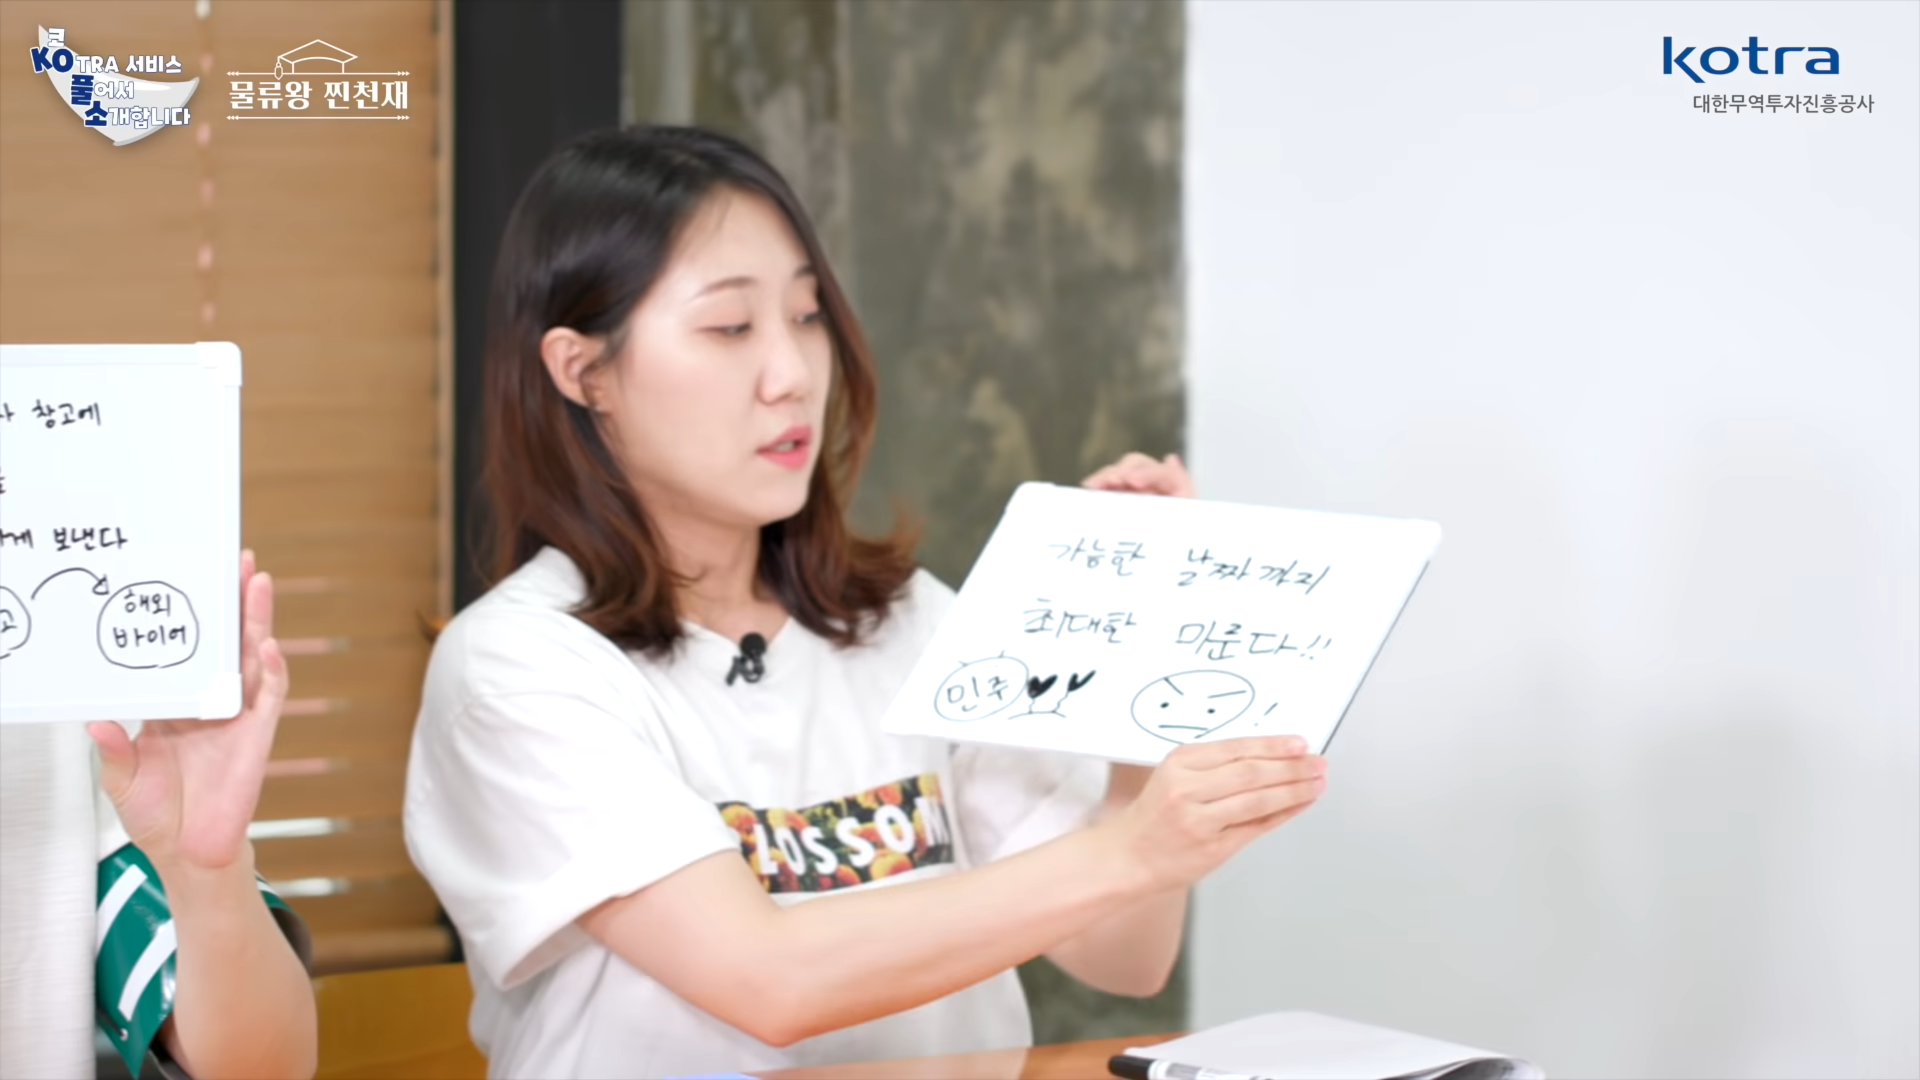 코
KOTRA 서비스
풀어서
소개합니다
물류왕 찐천재
kotra
대한무역투자진흥공사
창고에
보낸다
해외
바이어
가능한 날짜까지
최대한 미룬다!!
민주
!
LOSSOM